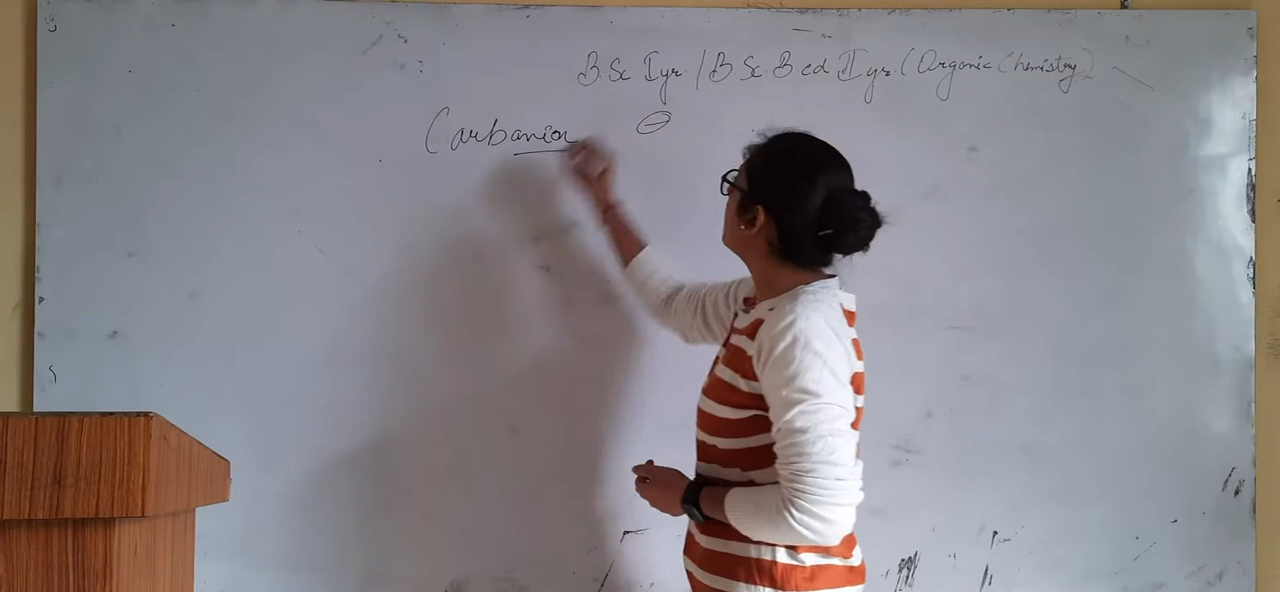 B.Sc I yr / B Sc. B ed II yr. (Organic Chemistry)
Carbanion ⊖